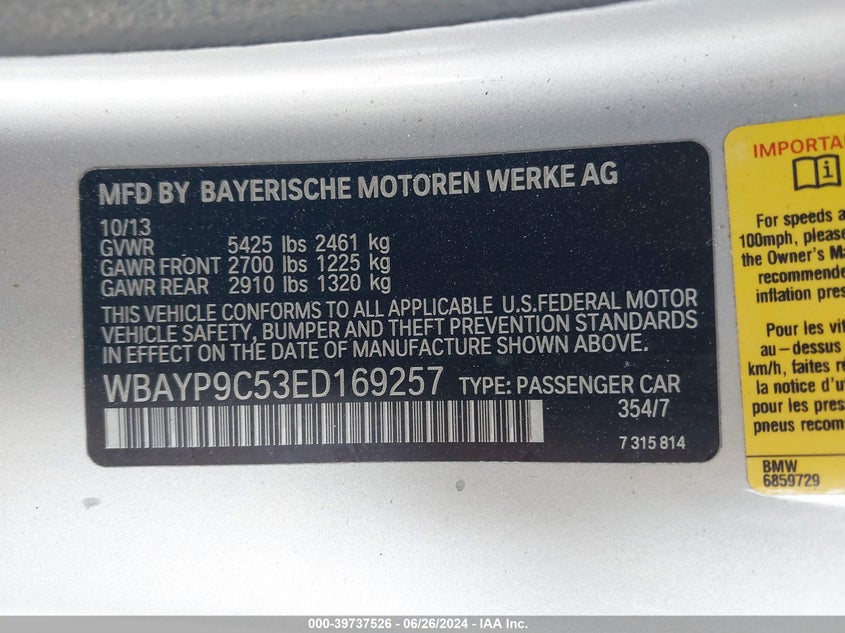 MFD BY BAYERISCHE MOTOREN WERKE AG
10/13
GVWR 5425 lbs 2461 kg
GAWR FRONT 2700 lbs 1225 kg
GAWR REAR 2910 lbs 1320 kg
THIS VEHICLE CONFORMS TO ALL APPLICABLE U.S.FEDERAL MOTOR
VEHICLE SAFETY, BUMPER AND THEFT PREVENTION STANDARDS
IN EFFECT ON THE DATE OF MANUFACTURE SHOWN ABOVE.
WBAYP9C53ED169257 TYPE: PASSENGER CAR
354/7
7 315 814
IMPORTA
For speeds a
100mph, please
the Owner's Ma
recommende
inflation pres
Pour les vit
au-dessus
km/h, faites r
la notice d'u
pour les pres
pneus recom
BMW
6859729
000-39737526 - 06/26/2024 - IAA Inc.